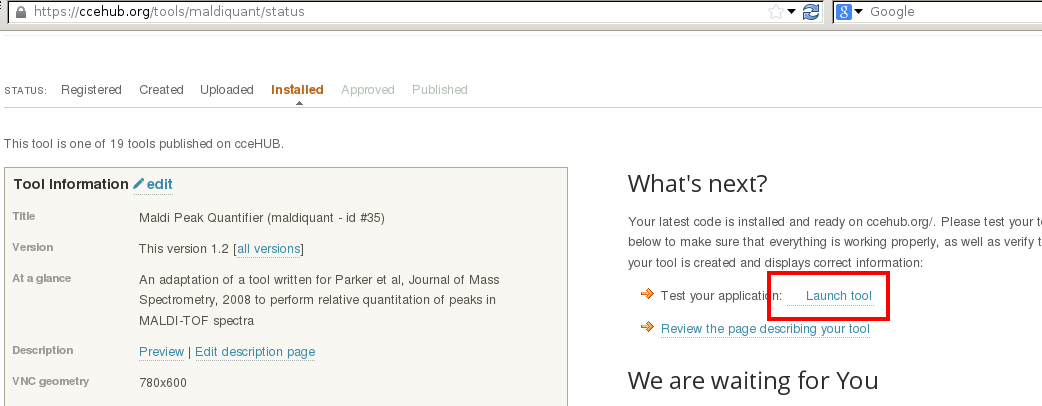 https://ccehub.org/tools/maldiquant/status
Google
STATUS: Registered Created Uploaded Installed Approved Published
This tool is one of 19 tools published on cceHUB.
Tool Information edit
Title Maldi Peak Quantifier (maldiquant - id #35)
Version This version 1.2 [all versions]
At a glance An adaptation of a tool written for Parker et al, Journal of Mass
Spectrometry, 2008 to perform relative quantitation of peaks in
MALDI-TOF spectra
Description Preview | Edit description page
VNC geometry 780x600
What's next?
Your latest code is installed and ready on ccehub.org/. Please test your t
below to make sure that everything is working properly, as well as verify t
your tool is created and displays correct information:
Test your application: Launch tool
Review the page describing your tool
We are waiting for You